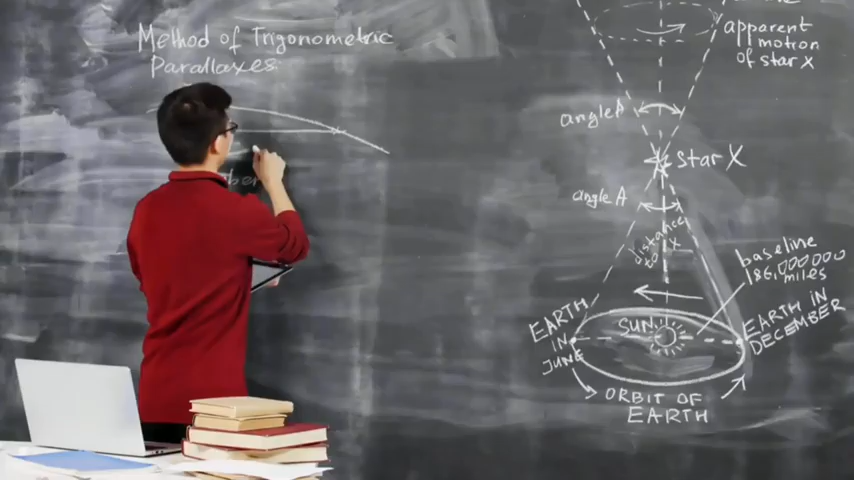 Method of Trigonometric
Parallaxes
apparent
motion
of star X
angle A
star X
angle A
distance
to X
baseline
186,000,000
miles
EARTH
IN
JUNE
SUN
EARTH IN
DECEMBER
ORBIT OF
EARTH